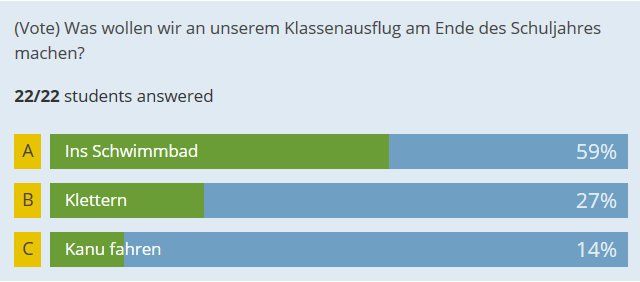 (Vote) Was wollen wir an unserem Klassenausflug am Ende des Schuljahres
machen?
22/22 students answered
A Ins Schwimmbad 59%
B Klettern 27%
C Kanu fahren 14%